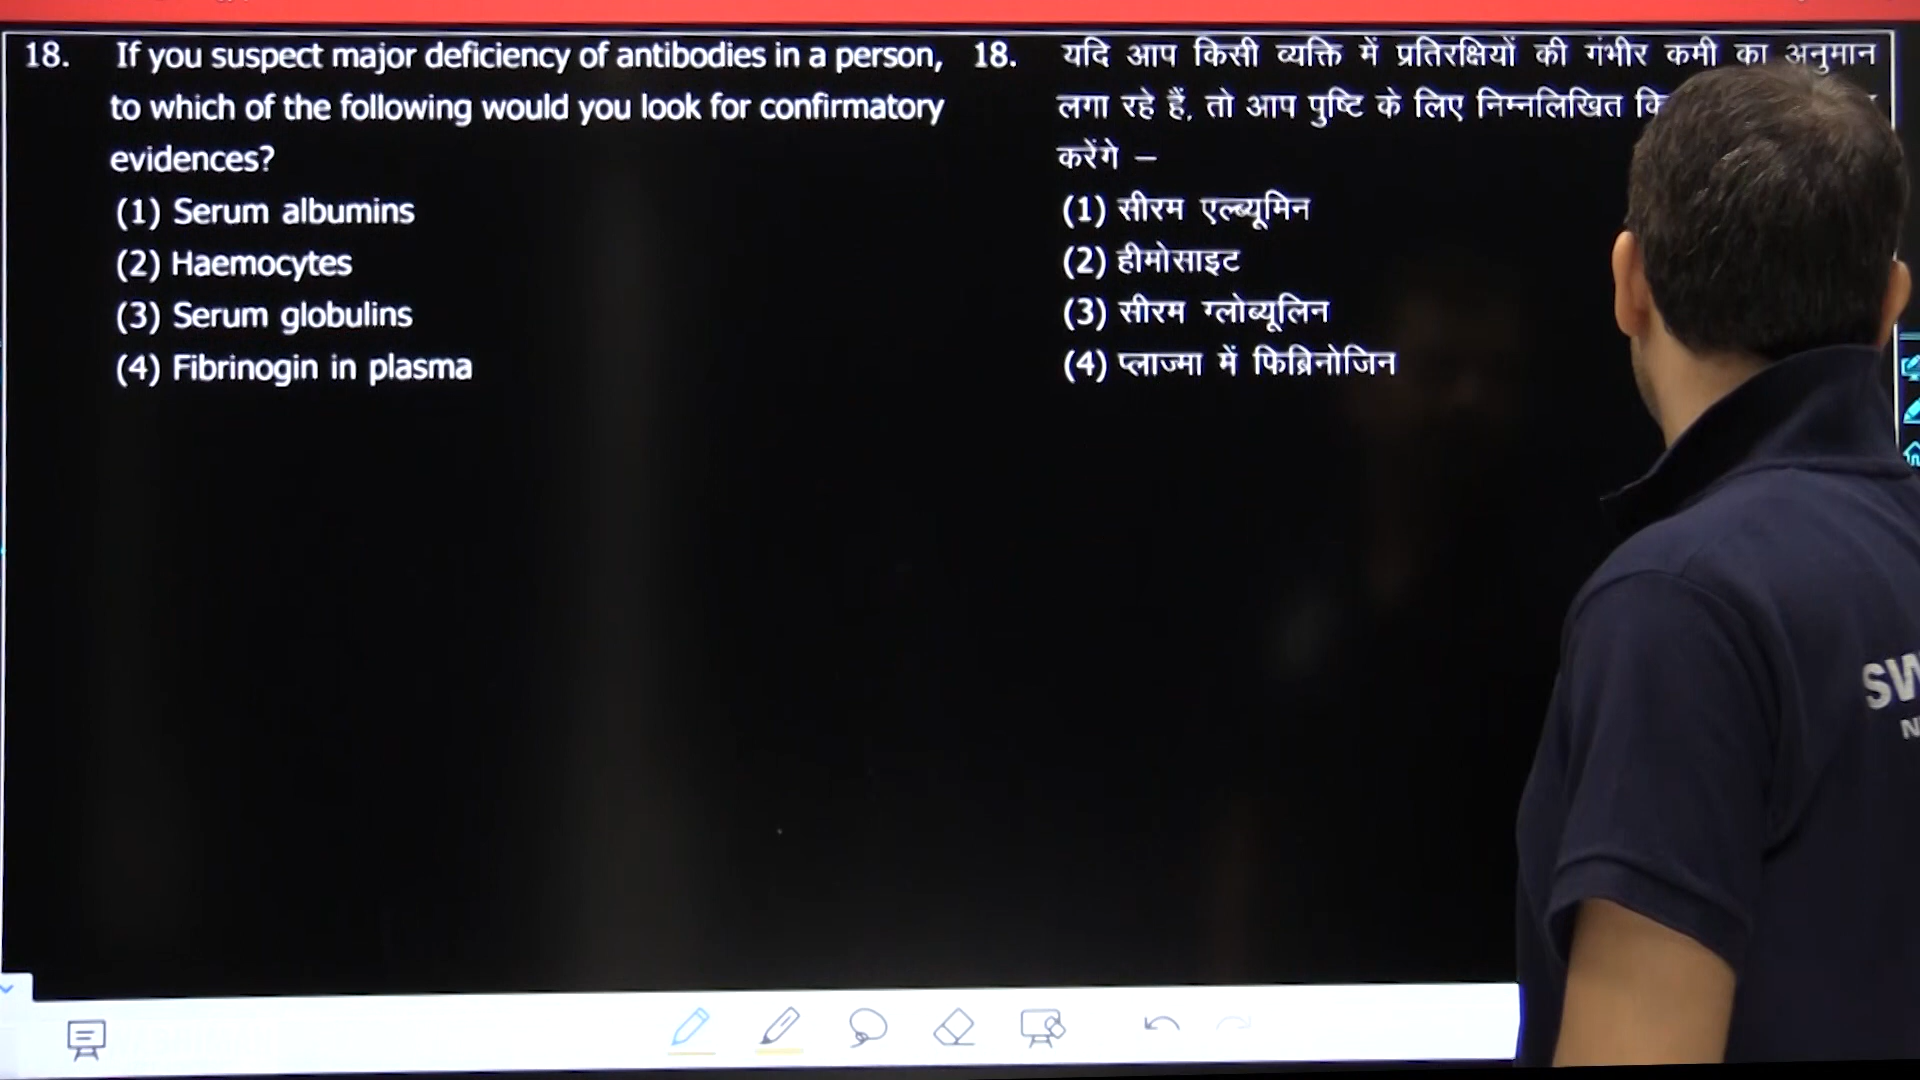 18. If you suspect major deficiency of antibodies in a person,
to which of the following would you look for confirmatory
evidences?
(1) Serum albumins
(2) Haemocytes
(3) Serum globulins
(4) Fibrinogin in plasma
18. यदि आप किसी व्यक्ति में प्रतिरक्षियों की गंभीर कमी का अनुमान
लगा रहे हैं, तो आप पुष्टि के लिए निम्नलिखित
करेंगे –
(1) सीरम एल्ब्यूमिन
(2) हीमोसाइट
(3) सीरम ग्लोब्यूलिन
(4) प्लाज्मा में फिब्रिनोजिन